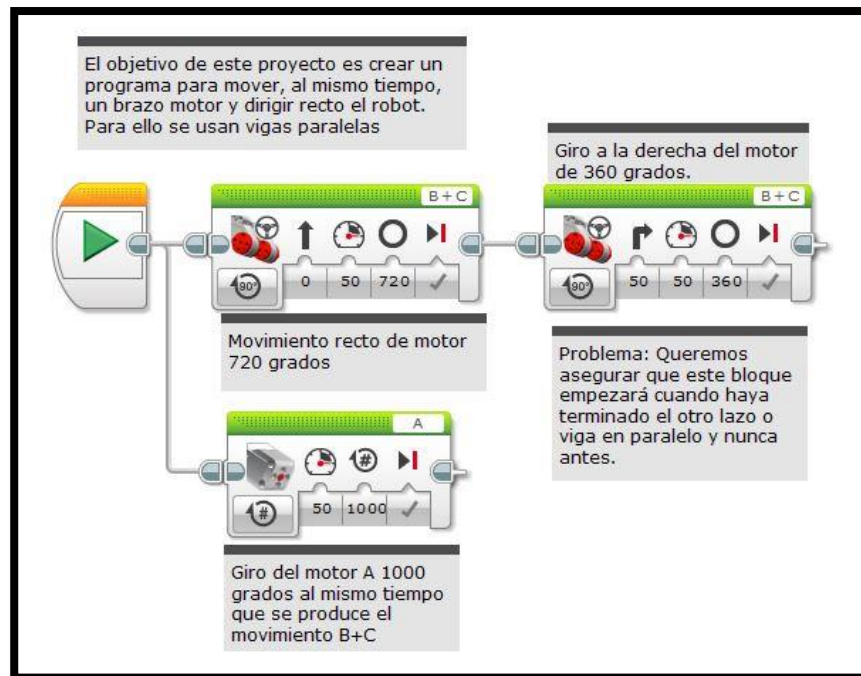 El objetivo de este proyecto es crear un
programa para mover, al mismo tiempo,
un brazo motor y dirigir recto el robot.
Para ello se usan vigas paralelas
Giro a la derecha del motor
de 360 grados.
B+C
B+C
90°
0 50 720
90°
50 50 360
Movimiento recto de motor
720 grados
Problema: Queremos
asegurar que este bloque
empezará cuando haya
terminado el otro lazo o
viga en paralelo y nunca
antes.
A
#
#
50 1000
Giro del motor A 1000
grados al mismo tiempo
que se produce el
movimiento B+C